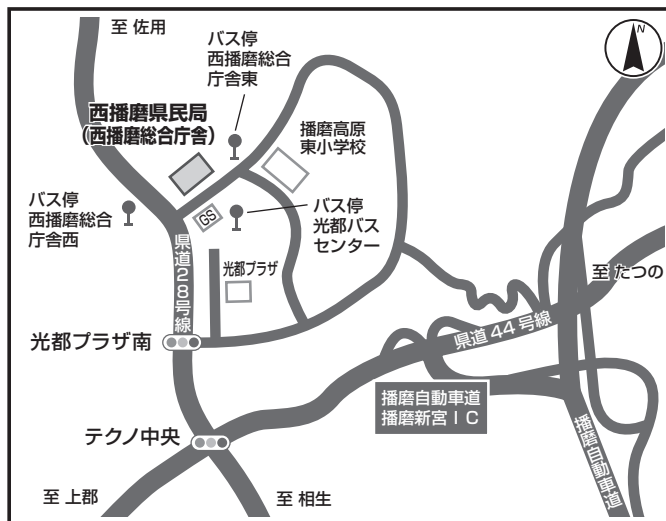 至 佐用
バス停
西播磨総合
庁舎東
N
西播磨県民局
(西播磨総合庁舎)
播磨高原
東小学校
バス停
西播磨総合
庁舎西
GS
バス停
光都バス
センター
県道28号線
光都プラザ
至 たつの
光都プラザ南
県道44号線
播磨自動車道
播磨新宮IC
テクノ中央
播磨自動車道
至 上郡
至 相生